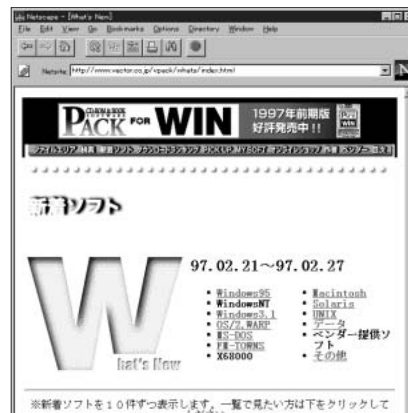 Netscape - [What's New]
File Edit View Go Bookmarks Options Directory Window Help
Netsite: http://www.vector.co.jp/vpack/whats/index.html
N
PACK FOR WIN
1997年前期版
好評発売中!!
新着ソフト
97.02.21～97.02.27
W
hat's New
Windows95
WindowsNT
Windows3.1
OS/2,WARP
MS-DOS
FM-TOWNS
X68000
Macintosh
Solaris
UNIX
データ
ベンダー提供ソ
フト
その他
※新着ソフトを10件ずつ表示します。一覧で見たい方は下をクリックして